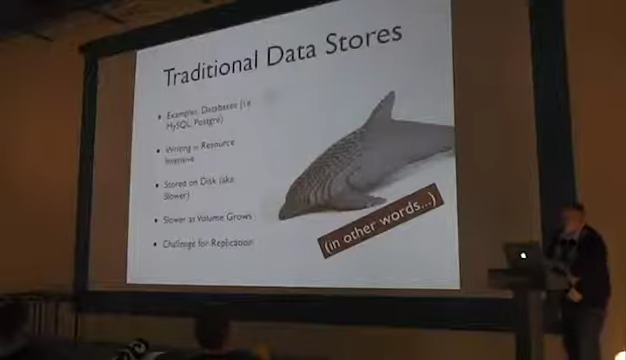 Traditional Data Stores
Examples, Databases (i.e.
MySQL, Postgre)
Writing is Resource
Intensive
Stored on Disk (aka
Slower)
Slower as Volume Grows
Challenge for Replication
(in other words...)